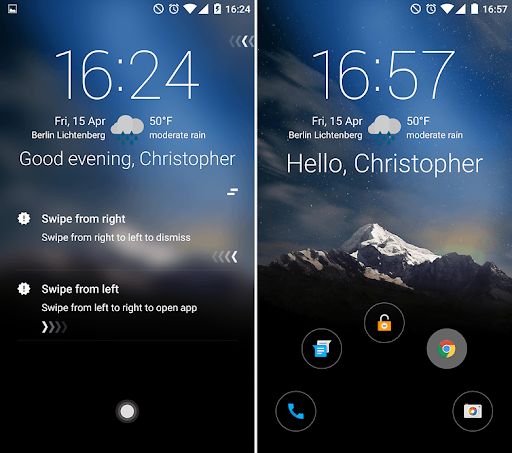 16:24
16:24
Fri, 15 Apr
50°F
Berlin Lichtenberg
moderate rain
Good evening, Christopher
Swipe from right
Swipe from right to left to dismiss
Swipe from left
Swipe from left to right to open app
16:57
16:57
Fri, 15 Apr
50°F
Berlin Lichtenberg
moderate rain
Hello, Christopher